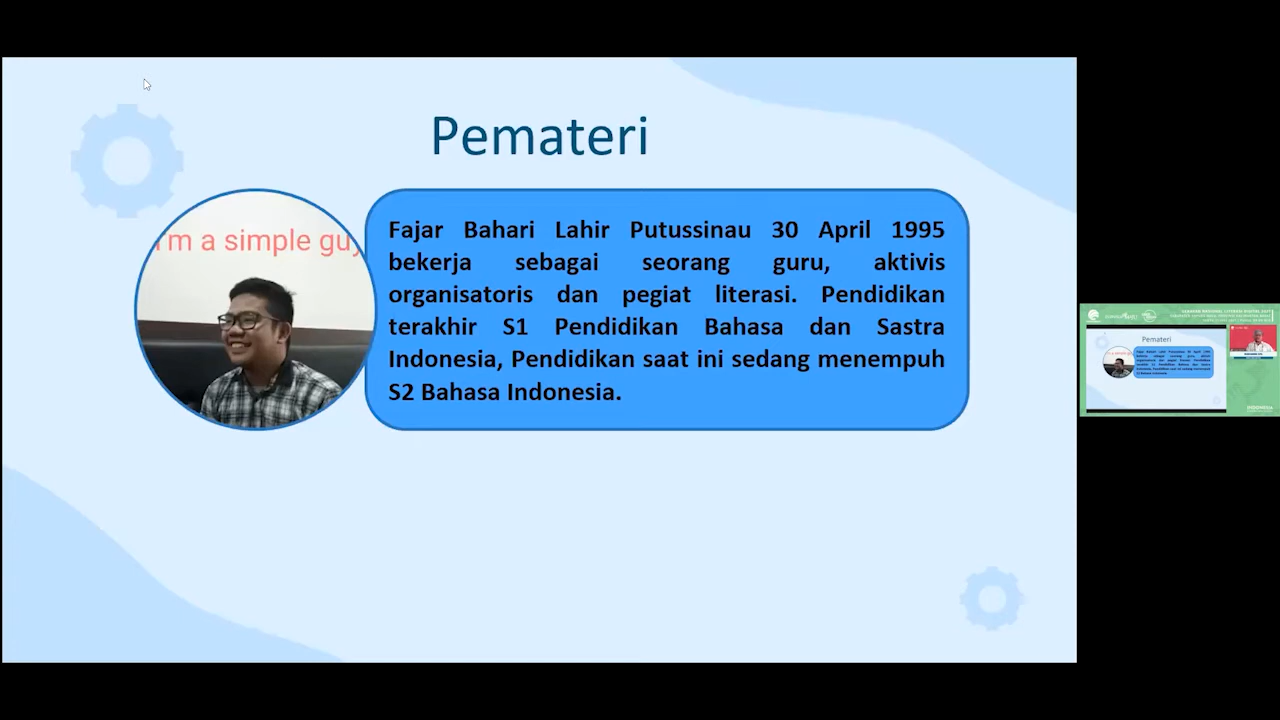 Pemateri
I'm a simple guy
Fajar Bahari Lahir Putussinau 30 April 1995
bekerja sebagai seorang guru, aktivis
organisatoris dan pegiat literasi. Pendidikan
terakhir S1 Pendidikan Bahasa dan Sastra
Indonesia, Pendidikan saat ini sedang menempuh
S2 Bahasa Indonesia.
Pemateri